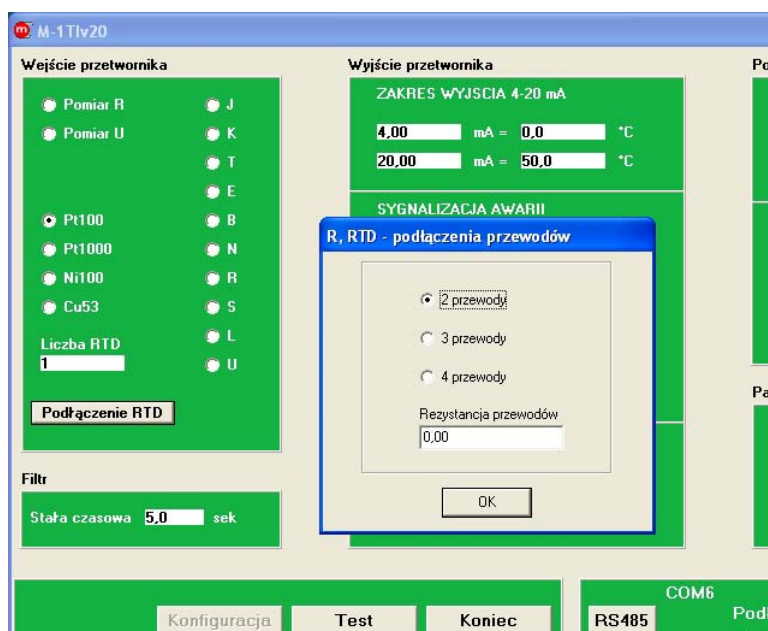 M-1TIv20
Wejście przetwornika
Pomiar R
Pomiar U
Pt100
Pt1000
Ni100
Cu53
J
K
T
E
B
N
R
S
L
U
Liczba RTD
1
Podłączenie RTD
Filtr
Stała czasowa 5,0 sek
Wyjście przetwornika
ZAKRES WYJSCIA 4-20 mA
4,00 mA = 0,0 °C
20,00 mA = 50,0 °C
SYGNALIZACJA AWARII
R, RTD - podłączenia przewodów
2 przewody
3 przewody
4 przewody
Rezystancja przewodów
0,00
OK
Konfiguracja Test Koniec
COM6
RS485